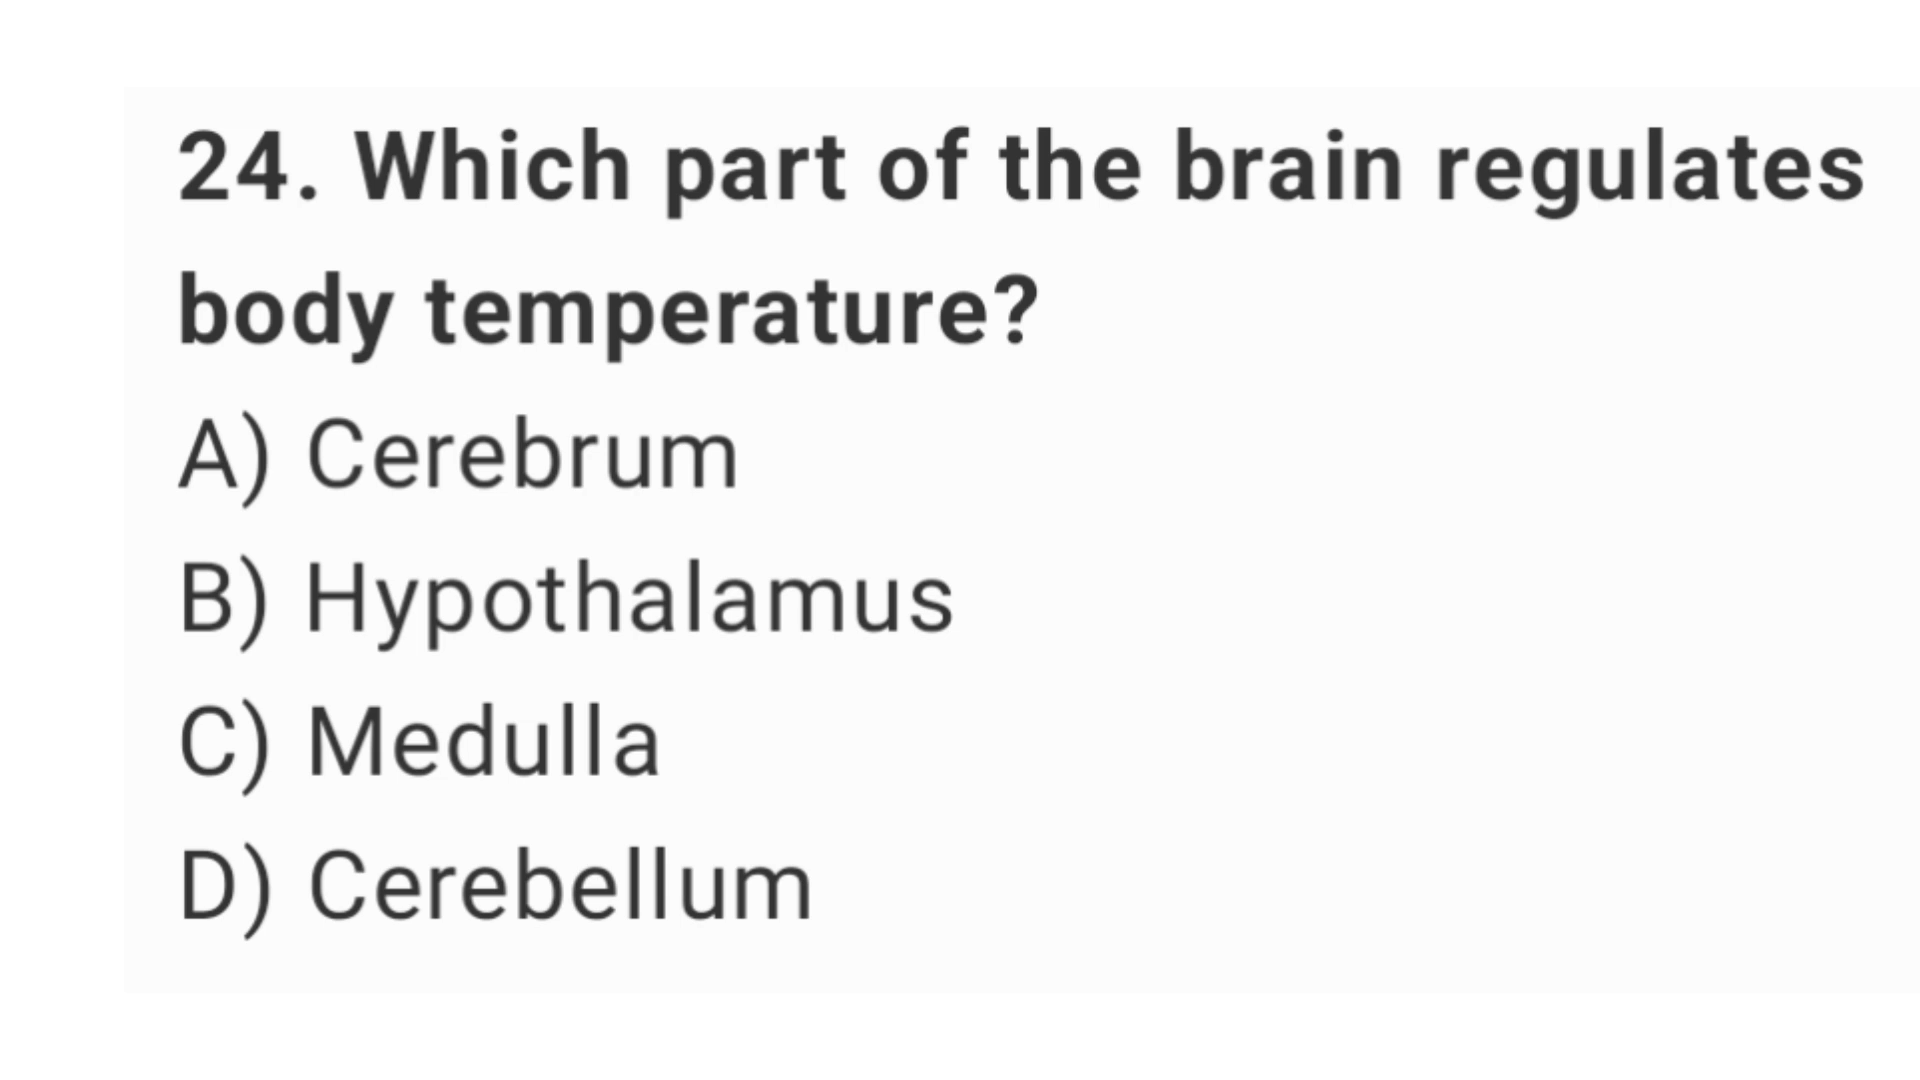 24. Which part of the brain regulates
body temperature?
A) Cerebrum
B) Hypothalamus
C) Medulla
D) Cerebellum